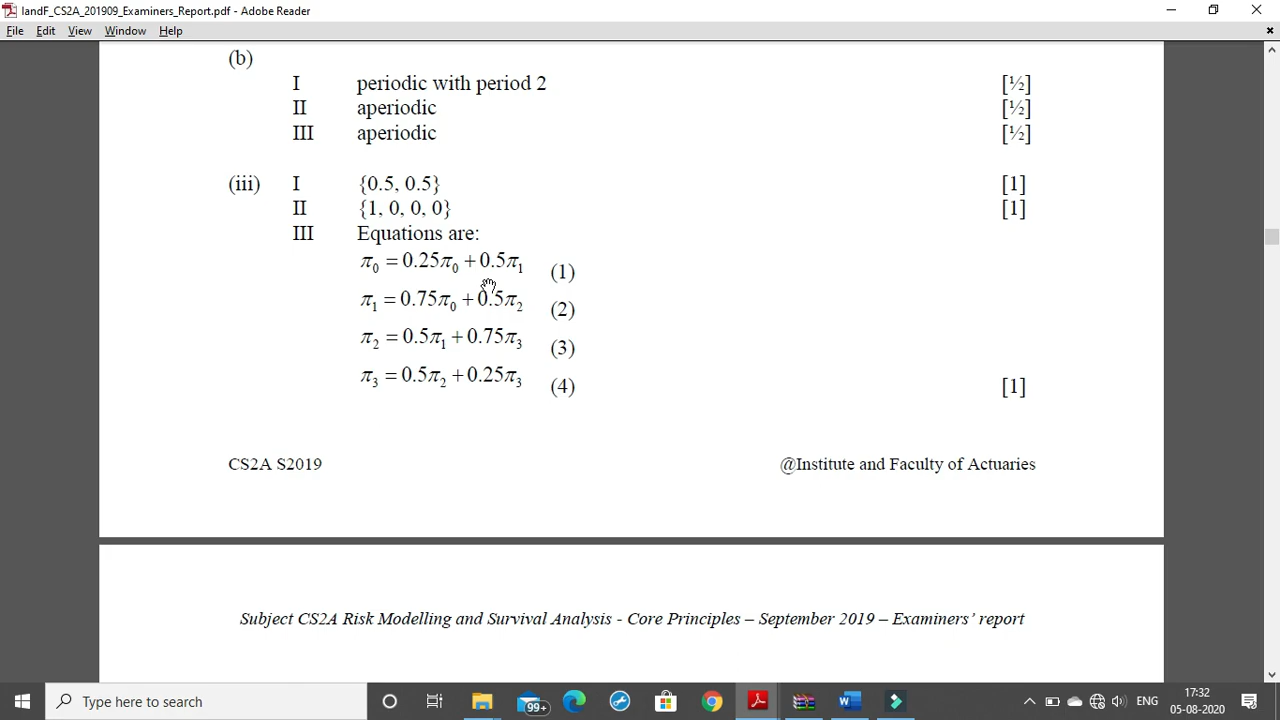 IandF_CS2A_201909_Examiners_Report.pdf - Adobe Reader
File Edit View Window Help
(b)
I periodic with period 2 [½]
II aperiodic [½]
III aperiodic [½]
(iii) I {0.5, 0.5} [1]
II {1, 0, 0, 0} [1]
III Equations are:
π₀ = 0.25π₀ + 0.5π₁ (1)
π₁ = 0.75π₀ + 0.5π₂ (2)
π₂ = 0.5π₁ + 0.75π₃ (3)
π₃ = 0.5π₂ + 0.25π₃ (4) [1]
CS2A S2019 @Institute and Faculty of Actuaries
Subject CS2A Risk Modelling and Survival Analysis - Core Principles – September 2019 – Examiners' report
Type here to search 99+ ENG 17:32
05-08-2020